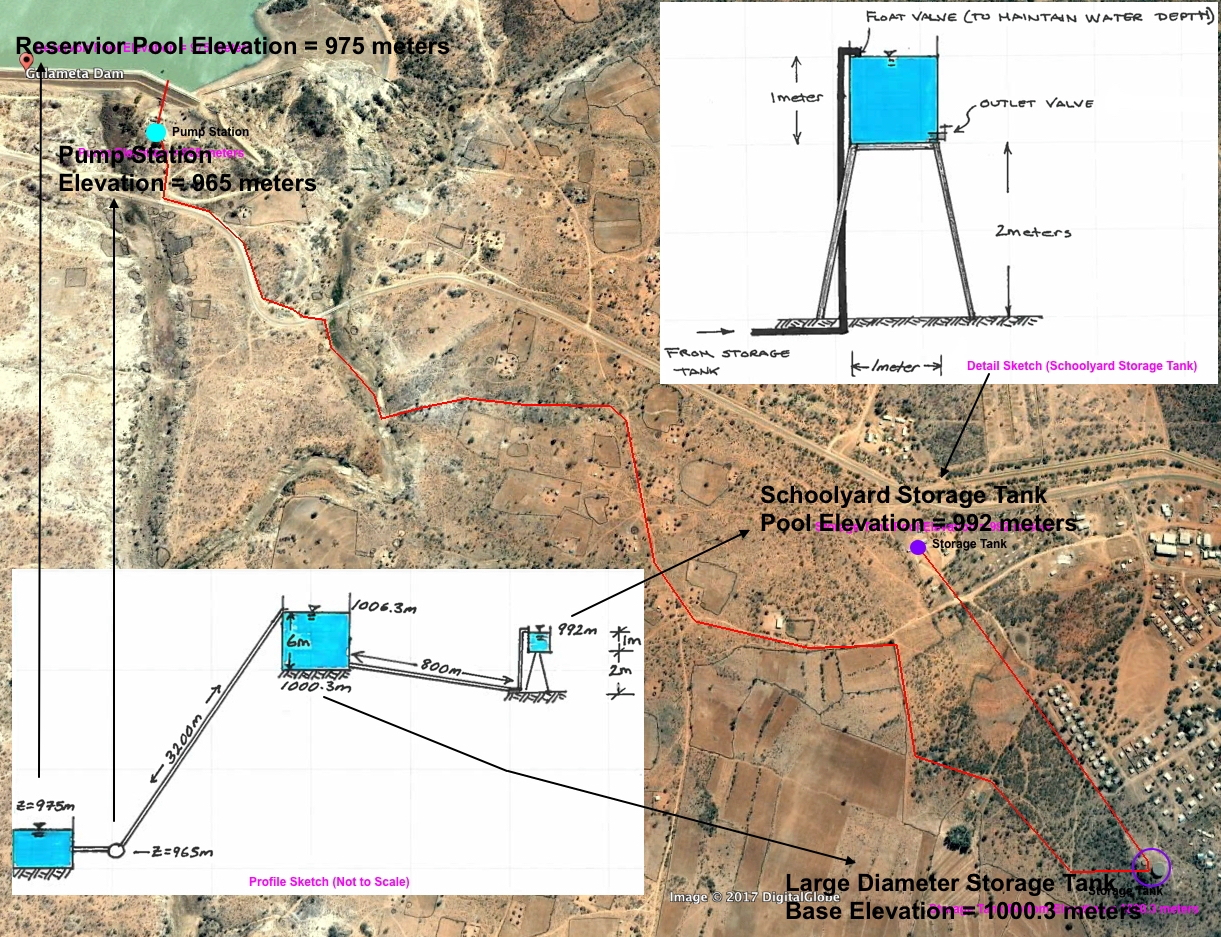 Reservior Pool Elevation = 975 meters
Gulameta Dam
Pump Station
Pump Station
Elevation = 965 meters
FLOAT VALVE (TO MAINTAIN WATER DEPTH)
1meter
OUTLET VALVE
2meters
FROM STORAGE
TANK
1meter
Detail Sketch (Schoolyard Storage Tank)
Schoolyard Storage Tank
Pool Elevation = 992 meters
Storage Tank
1006.3m
6m
1000.3m
992m
1m
2m
800m
3200m
Z=975m
Z=965m
Profile Sketch (Not to Scale)
Large Diameter Storage Tank
Storage Tank
Image © 2017 DigitalGlobe
Base Elevation = 1000.3 meters